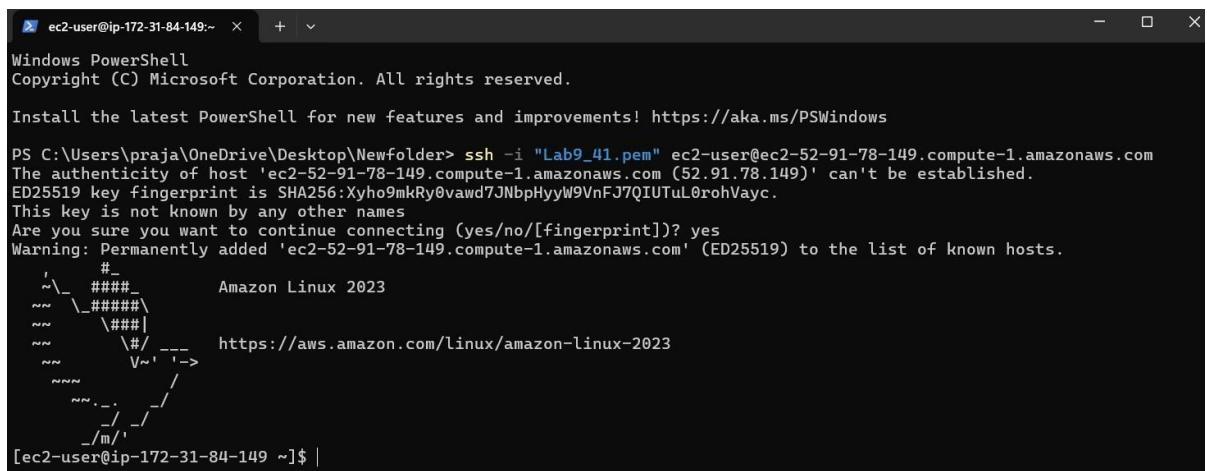 ec2-user@ip-172-31-84-149:~
Windows PowerShell
Copyright (C) Microsoft Corporation. All rights reserved.
Install the latest PowerShell for new features and improvements! https://aka.ms/PSWindows
PS C:\Users\praja\OneDrive\Desktop\Newfolder> ssh -i "Lab9_41.pem" ec2-user@ec2-52-91-78-149.compute-1.amazonaws.com
The authenticity of host 'ec2-52-91-78-149.compute-1.amazonaws.com (52.91.78.149)' can't be established.
ED25519 key fingerprint is SHA256:Xyho9mkRy0vawd7JNbpHyyW9VnFJ7QIUTuL0rohVayc.
This key is not known by any other names
Are you sure you want to continue connecting (yes/no/[fingerprint])? yes
Warning: Permanently added 'ec2-52-91-78-149.compute-1.amazonaws.com' (ED25519) to the list of known hosts.
   ,     #_
   ~\_  ####_        Amazon Linux 2023
  ~~  \_#####\
  ~~     \###|
  ~~       \#/ ___   https://aws.amazon.com/linux/amazon-linux-2023
   ~~       V~' '->
    ~~~         /
      ~~._.   _/
         _/ _/
       _/m/'
[ec2-user@ip-172-31-84-149 ~]$